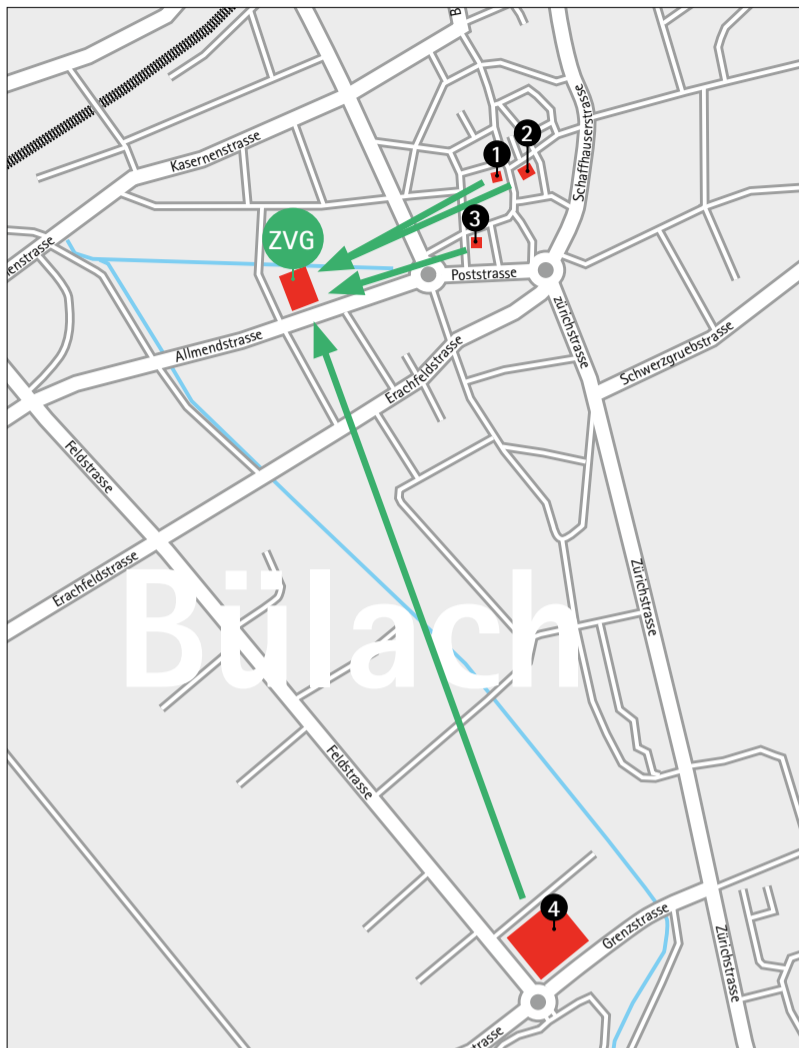 B
Schaffhauserstrasse
2
1
Kasernenstrasse
3
ZVG
enstrasse
Poststrasse
zürichstrasse
Allmendstrasse
Schwerzgruebstrasse
Erachfeldstrasse
Feldstrasse
Erachfeldstrasse
Zürichstrasse
Bülach
Feldstrasse
4
Grenzstrasse
Zürichstrasse
trasse